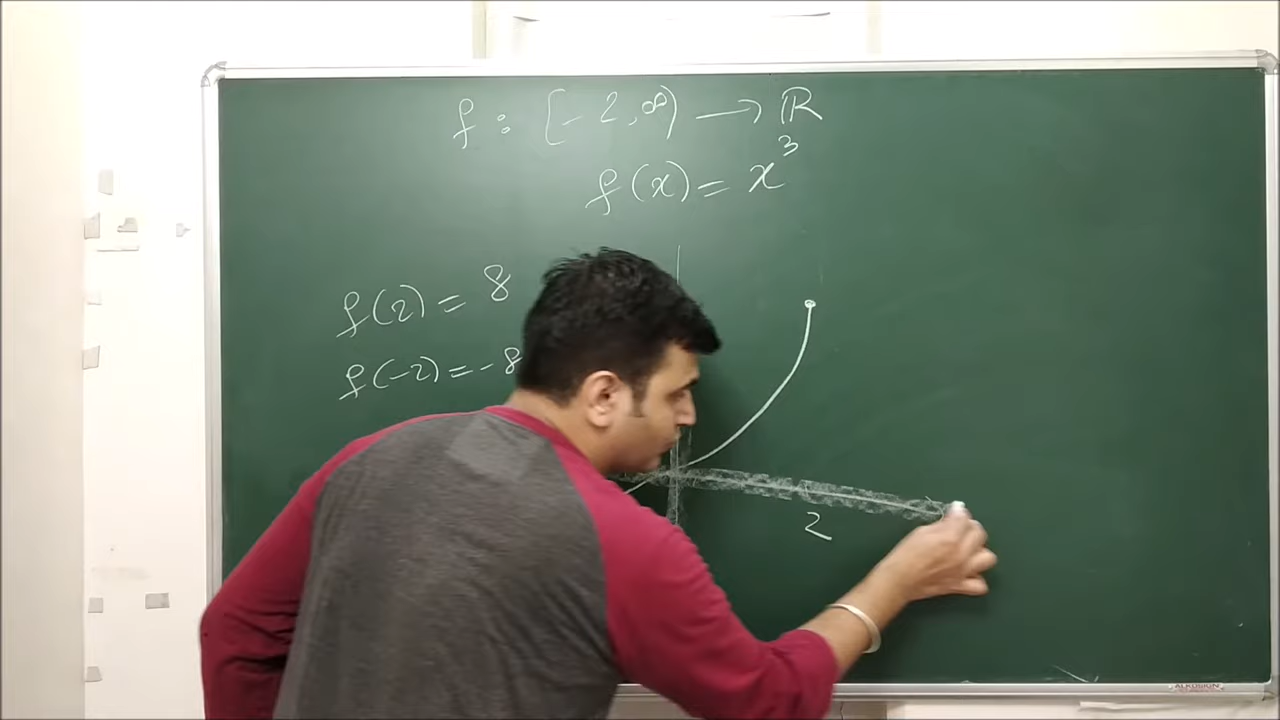 f : [-2, ∞) → ℝ
f(x) = x³
f(2) = 8
f(-2) = -8
2